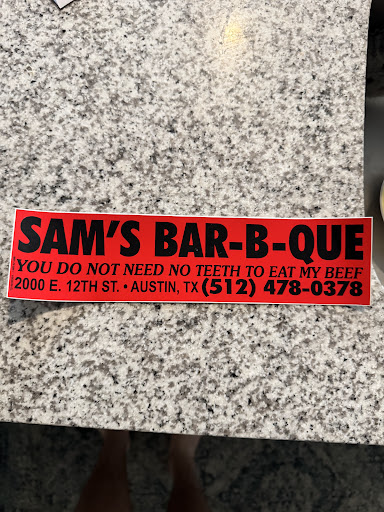 SAM'S BAR-B-QUE
YOU DO NOT NEED NO TEETH TO EAT MY BEEF
2000 E. 12TH ST. • AUSTIN, TX (512) 478-0378